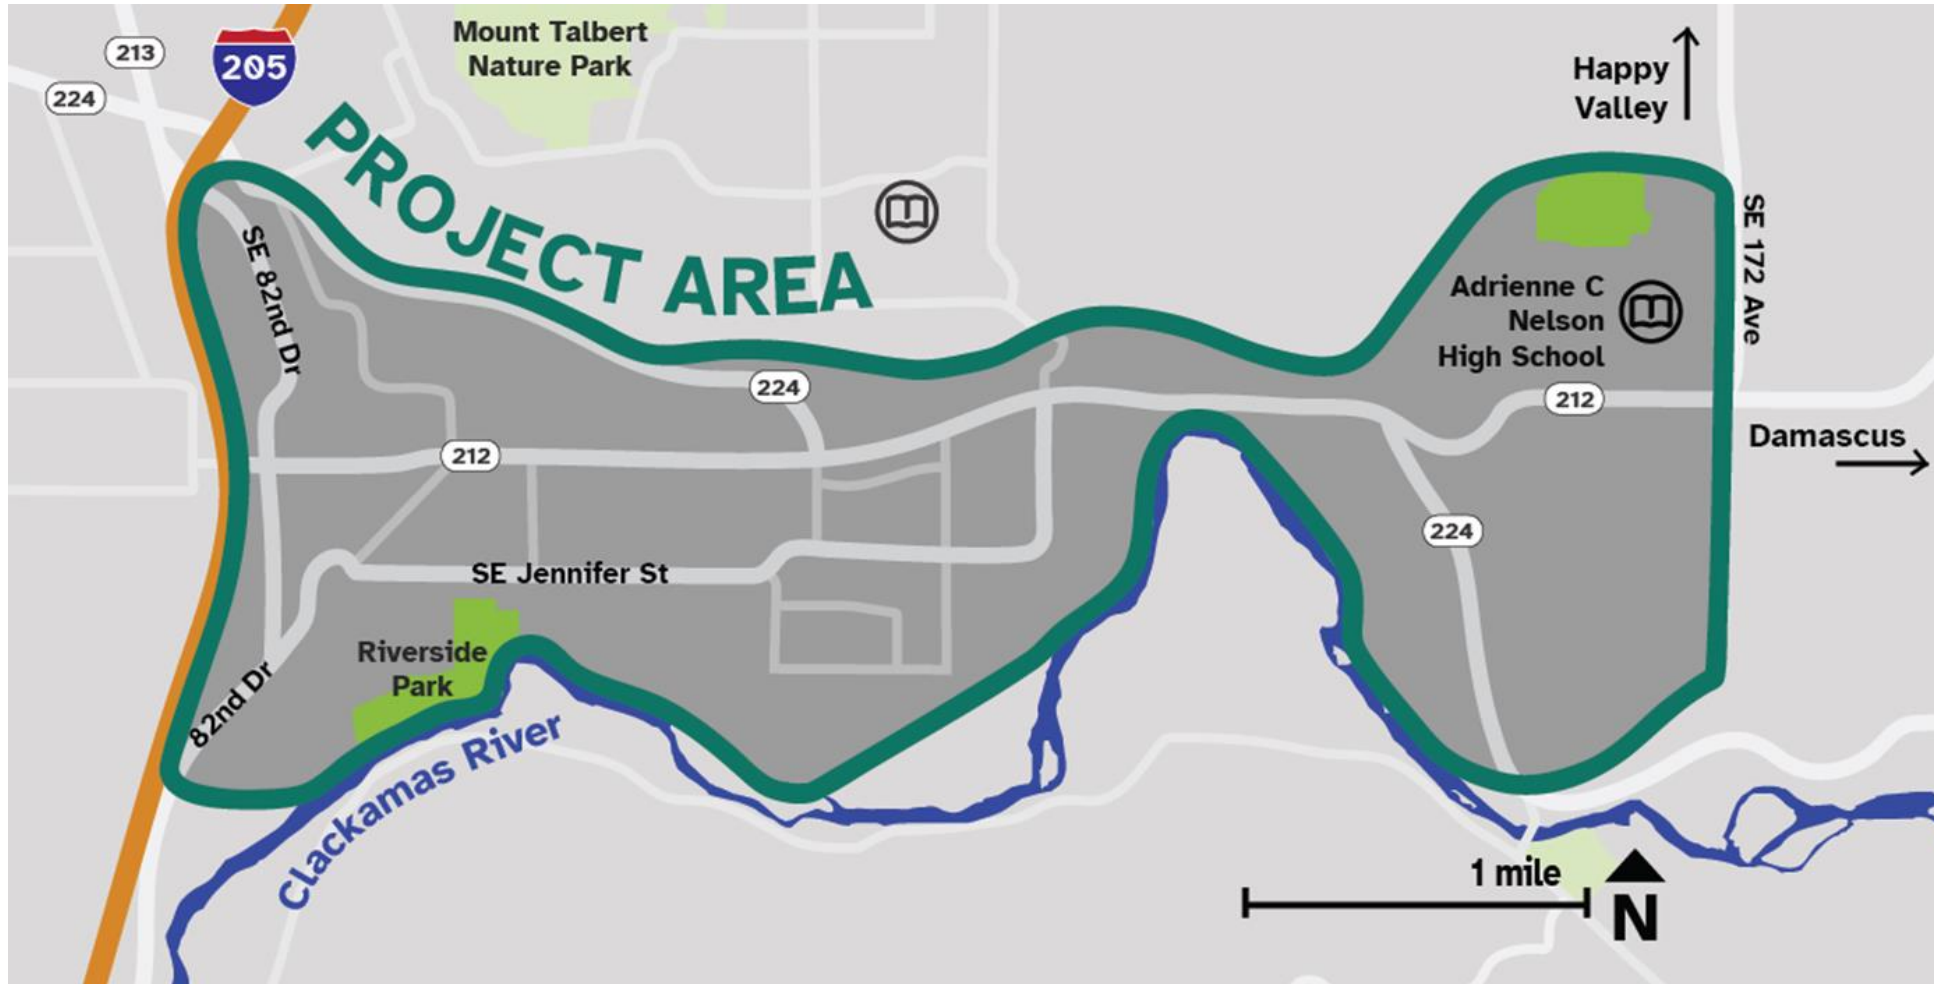 Mount Talbert
Nature Park
213
205
224
Happy
Valley
PROJECT AREA
SE 82nd Dr
SE 172 Ave
Adrienne C
Nelson
High School
224
212
212
Damascus
224
SE Jennifer St
Riverside
Park
82nd Dr
Clackamas River
1 mile
N